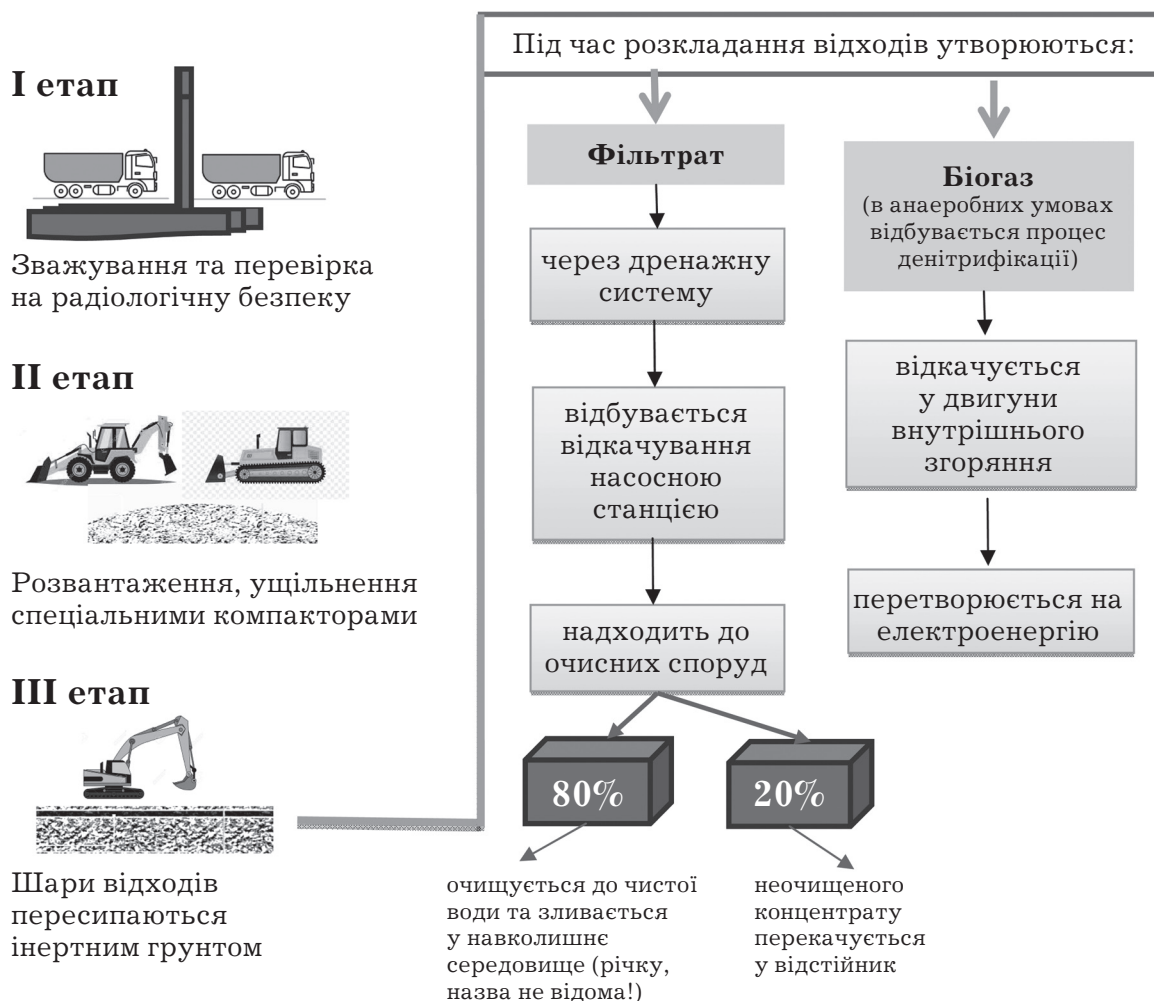 I етап
Зважування та перевірка
на радіологічну безпеку
II етап
Розвантаження, ущільнення
спеціальними компакторами
III етап
Шари відходів
пересипаються
інертним грунтом
Під час розкладання відходів утворюються:
Фільтрат
через дренажну
систему
відбувається
відкачування
насосною
станцією
надходить до
очисних споруд
80%
20%
очищується до чистої
води та зливається
у навколишнє
середовище (річку,
назва не відома!)
неочищеного
концентрату
перекачується
у відстійник
Біогаз
(в анаеробних умовах
відбувається процес
денітрифікації)
відкачується
у двигуни
внутрішнього
згоряння
перетворюється на
електроенергію